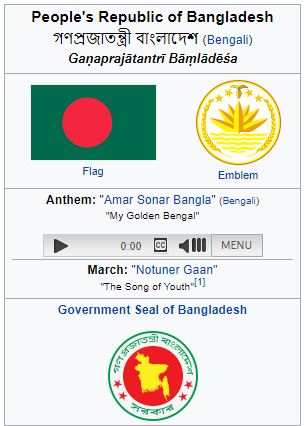 People's Republic of Bangladesh
গণপ্রজাতন্ত্রী বাংলাদেশ (Bengali)
Gaṇaprajātantrī Bāṃlādēśa
Flag
Emblem
Anthem: "Amar Sonar Bangla" (Bengali)
"My Golden Bengal"
0:00 CC MENU
March: "Notuner Gaan"
"The Song of Youth"[1]
Government Seal of Bangladesh
গণপ্রজাতন্ত্রী বাংলাদেশ
সরকার